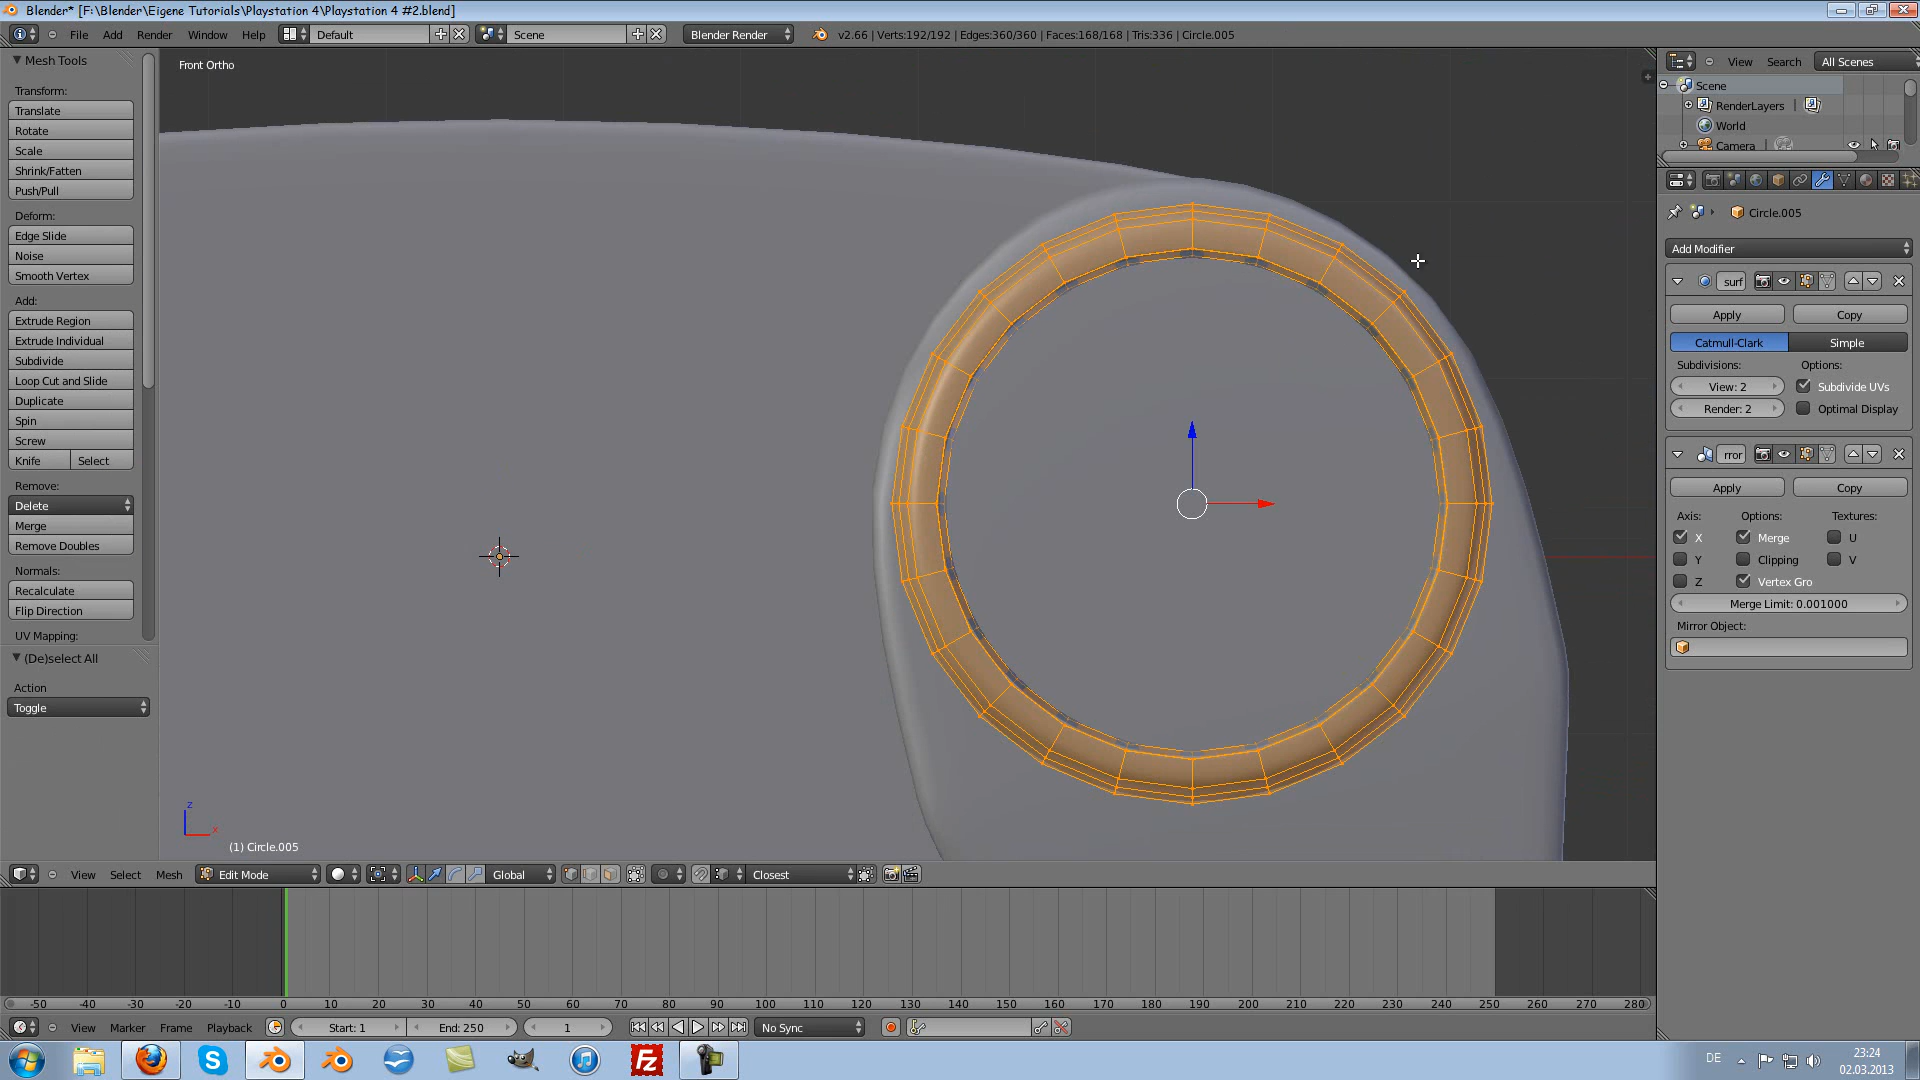 Blender* [F:\Blender\Eigene Tutorials\Playstation 4\Playstation 4 #2.blend]
File Add Render Window Help Default Scene Blender Render v2.66 | Verts:192/192 | Edges:360/360 | Faces:168/168 | Tris:336 | Circle.005
Mesh Tools
Transform:
Translate
Rotate
Scale
Shrink/Fatten
Push/Pull
Deform:
Edge Slide
Noise
Smooth Vertex
Add:
Extrude Region
Extrude Individual
Subdivide
Loop Cut and Slide
Duplicate
Spin
Screw
Knife Select
Remove:
Delete
Merge
Remove Doubles
Normals:
Recalculate
Flip Direction
UV Mapping:
(De)select All
Action
Toggle
Front Ortho
z
x
(1) Circle.005
View Search All Scenes
Scene
RenderLayers |
World
Camera
Circle.005
Add Modifier
surf
Apply Copy
Catmull-Clark Simple
Subdivisions: Options:
View: 2 Subdivide UVs
Render: 2 Optimal Display
rror
Apply Copy
Axis: Options: Textures:
X Merge U
Y Clipping V
Z Vertex Gro
Merge Limit: 0.001000
Mirror Object:
View Select Mesh Edit Mode Global Closest
-50 -40 -30 -20 -10 0 10 20 30 40 50 60 70 80 90 100 110 120 130 140 150 160 170 180 190 200 210 220 230 240 250 260 270 280
View Marker Frame Playback Start: 1 End: 250 1 No Sync
DE
23:24
02.03.2013